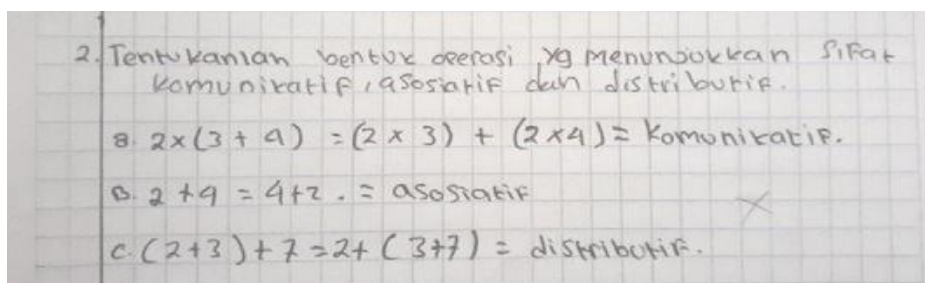 2. Tentukanlah bentuk operasi yg menunjukkan sifat
komunikatif, asosiatif dan distributif.
a. 2×(3 + 4) = (2 × 3) + (2×4) = komunikatif.
B. 2 + 4 = 4+2. = asosiatif
C. (2+3)+7 = 2+ (3+7) = distributif.